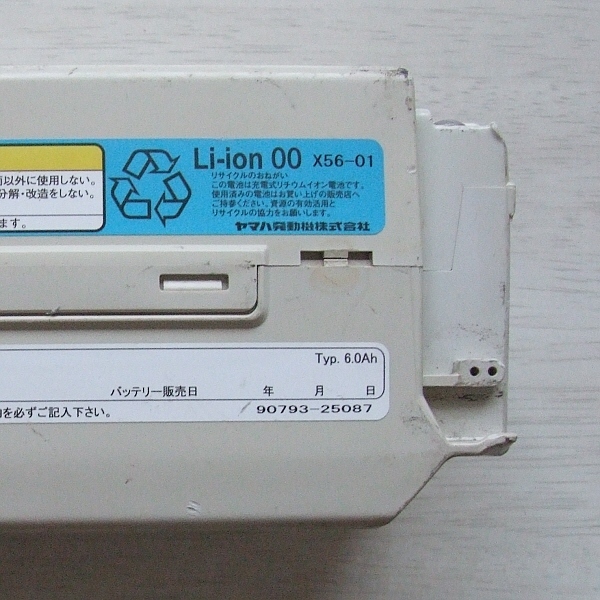 Li-ion 00 X56-01
リサイクルのおねがい
この電池は充電式リチウムイオン電池です。
使用済みの電池はお買い上げの販売店へ
ご持参ください。資源の有効活用と
リサイクルの協力をお願いします。
ヤマハ発動機株式会社
以外に使用しない。
分解・改造をしない。
ます。
Typ. 6.0Ah
バッテリー販売日 年 月 日
を必ずご記入下さい。
90793-25087